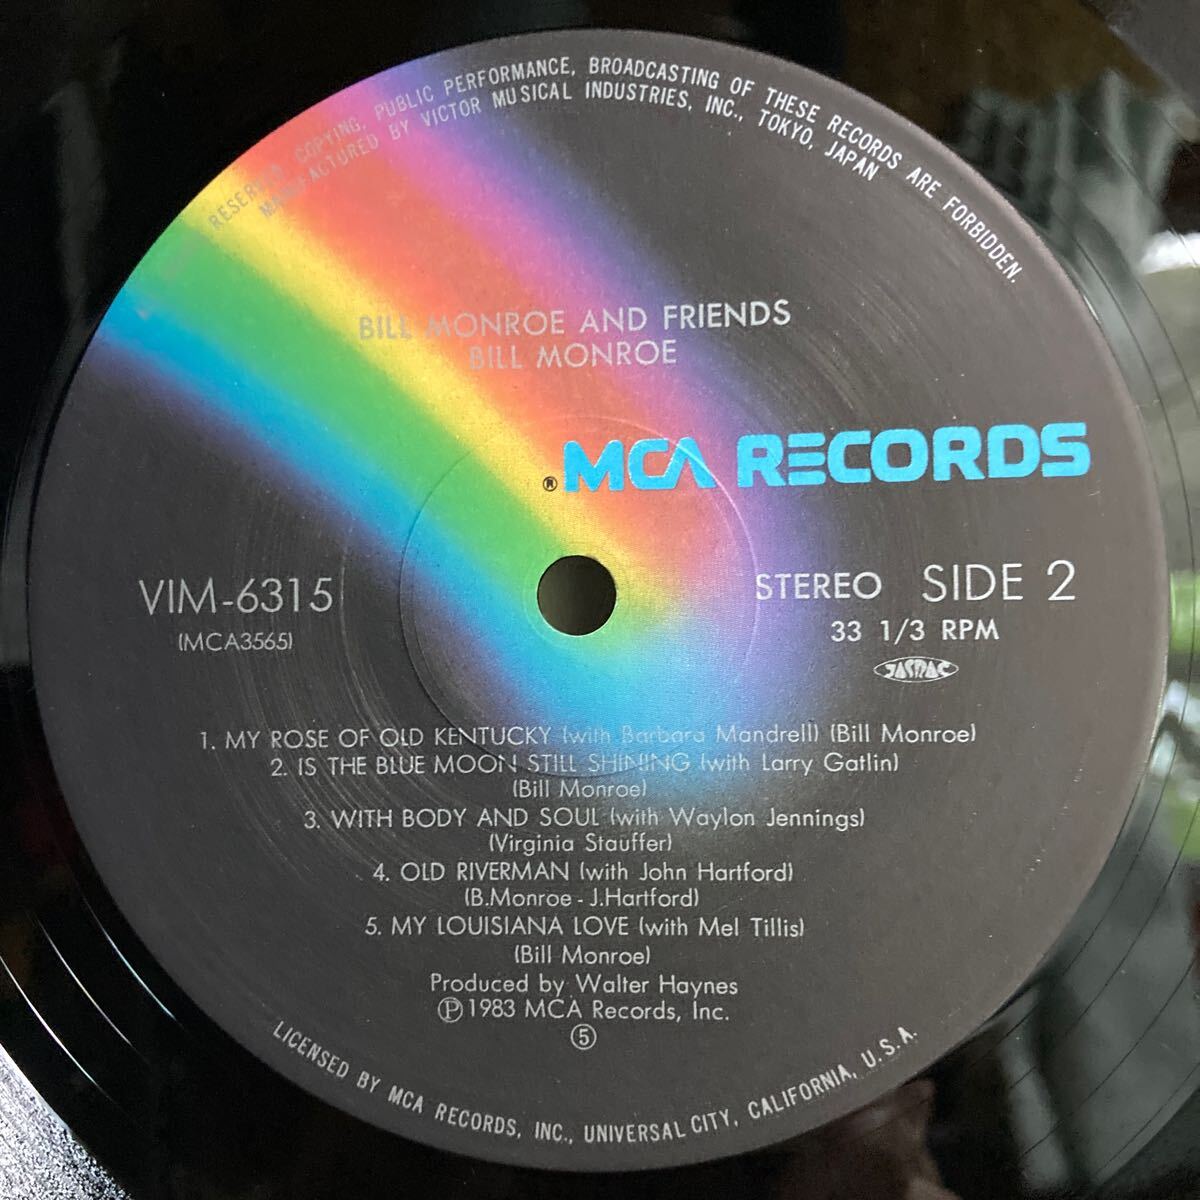 RESERVED. COPYING, PUBLIC PERFORMANCE, BROADCASTING OF THESE RECORDS ARE FORBIDDEN.
MANUFACTURED BY VICTOR MUSICAL INDUSTRIES, INC., TOKYO, JAPAN
BILL MONROE AND FRIENDS
BILL MONROE
® MCA RECORDS
VIM-6315
(MCA3565)
STEREO SIDE 2
33 1/3 RPM
JASRAC
1. MY ROSE OF OLD KENTUCKY (with Barbara Mandrell) (Bill Monroe)
2. IS THE BLUE MOON STILL SHINING (with Larry Gatlin)
(Bill Monroe)
3. WITH BODY AND SOUL (with Waylon Jennings)
(Virginia Stauffer)
4. OLD RIVERMAN (with John Hartford)
(B.Monroe - J.Hartford)
5. MY LOUISIANA LOVE (with Mel Tillis)
(Bill Monroe)
Produced by Walter Haynes
Ⓟ1983 MCA Records, Inc.
⑤
LICENSED BY MCA RECORDS, INC., UNIVERSAL CITY, CALIFORNIA, U.S.A.